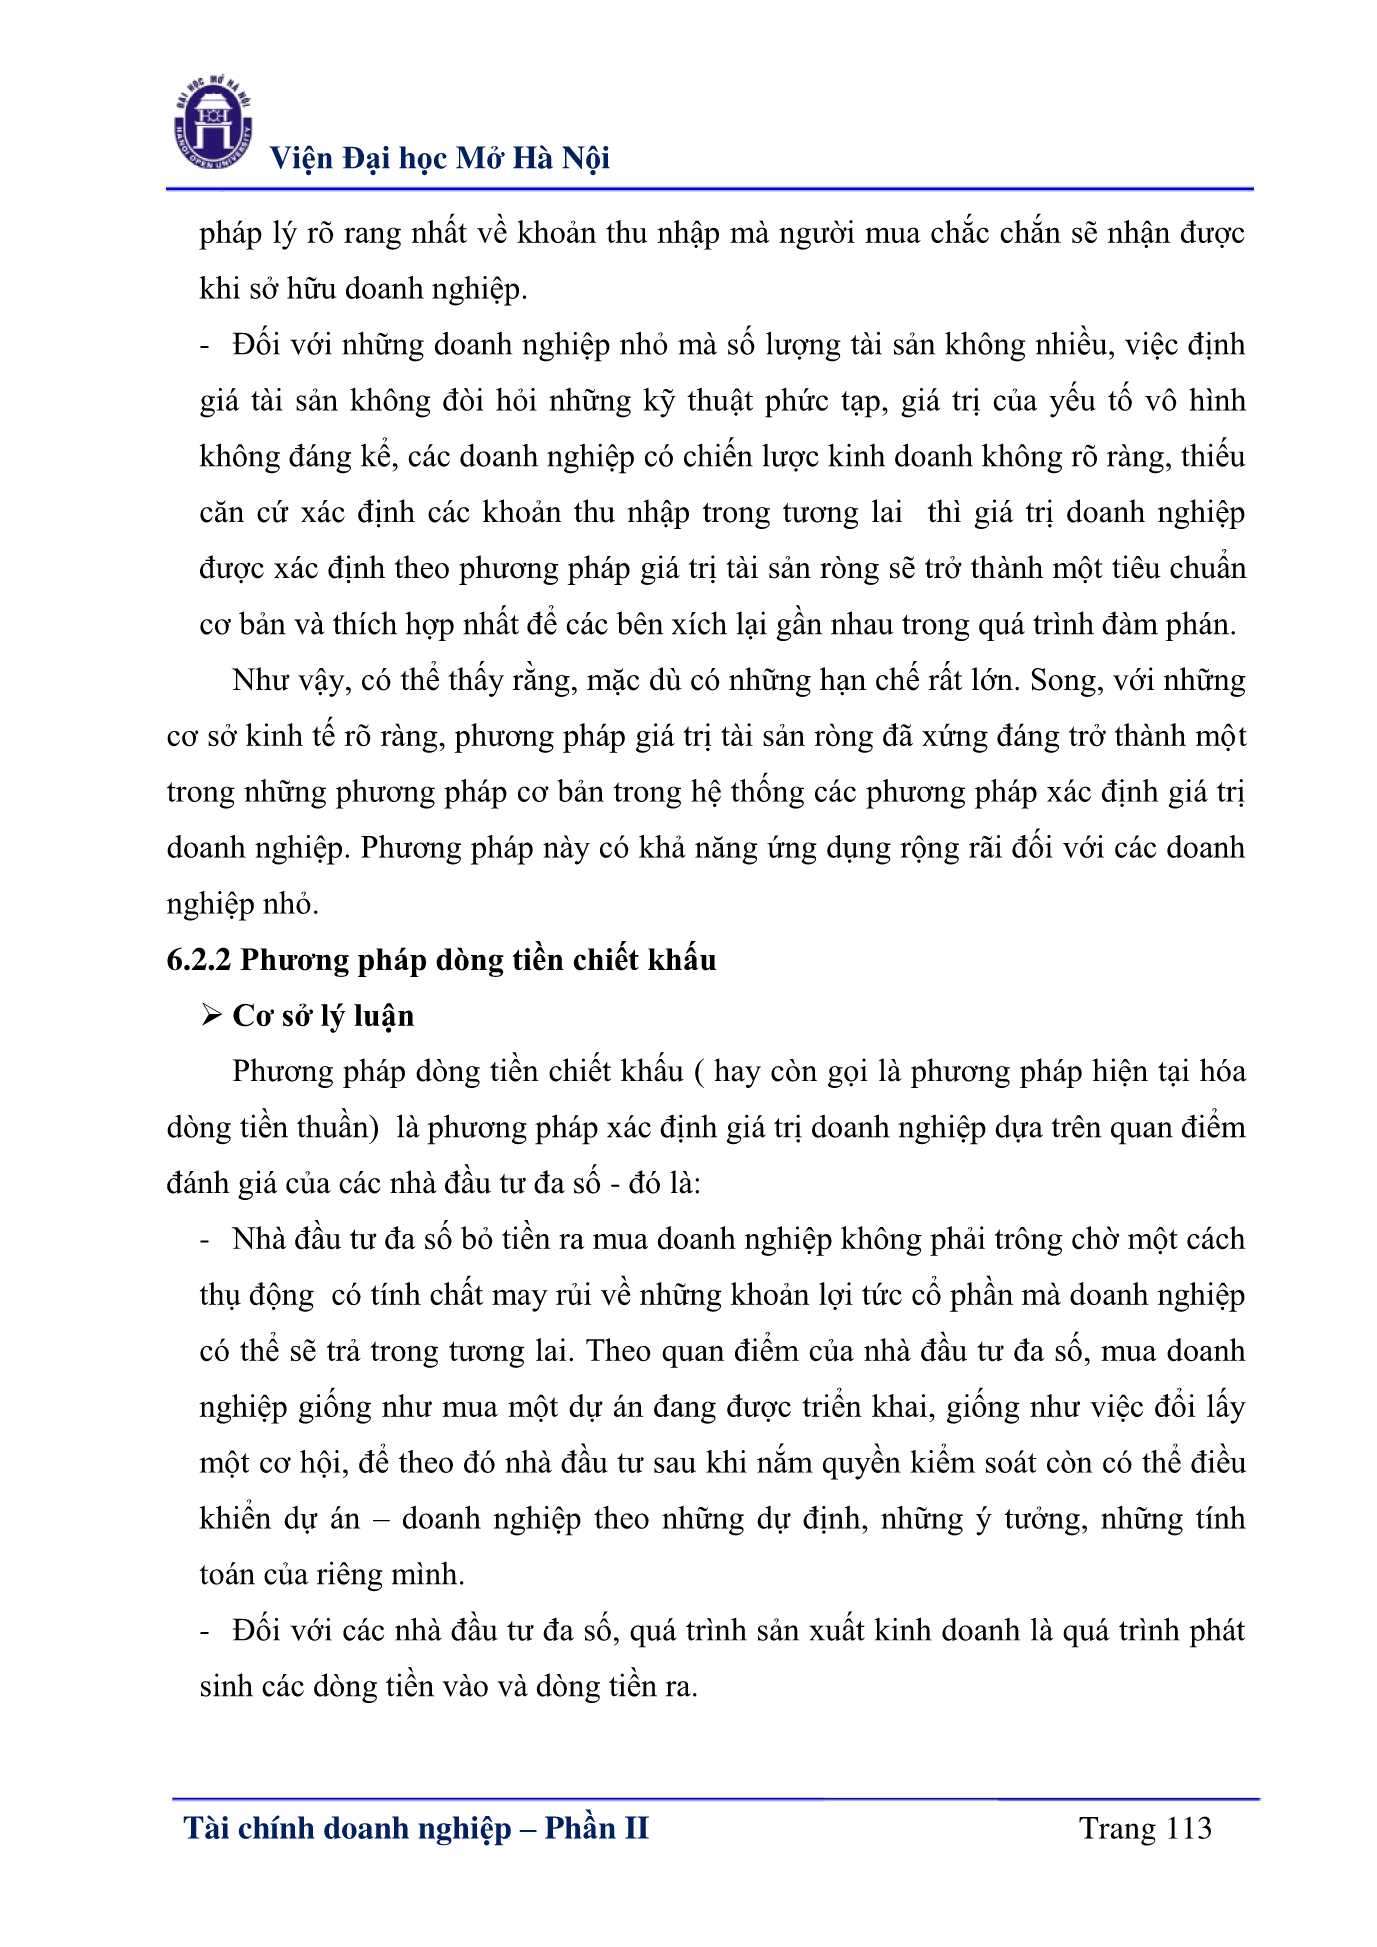 ĐẠI HỌC MỞ HÀ NỘI
HANOI OPEN UNIVERSITY
Viện Đại học Mở Hà Nội
pháp lý rõ rang nhất về khoản thu nhập mà người mua chắc chắn sẽ nhận được
khi sở hữu doanh nghiệp.
- Đối với những doanh nghiệp nhỏ mà số lượng tài sản không nhiều, việc định
giá tài sản không đòi hỏi những kỹ thuật phức tạp, giá trị của yếu tố vô hình
không đáng kể, các doanh nghiệp có chiến lược kinh doanh không rõ ràng, thiếu
căn cứ xác định các khoản thu nhập trong tương lai  thì giá trị doanh nghiệp
được xác định theo phương pháp giá trị tài sản ròng sẽ trở thành một tiêu chuẩn
cơ bản và thích hợp nhất để các bên xích lại gần nhau trong quá trình đàm phán.
Như vậy, có thể thấy rằng, mặc dù có những hạn chế rất lớn. Song, với những
cơ sở kinh tế rõ ràng, phương pháp giá trị tài sản ròng đã xứng đáng trở thành một
trong những phương pháp cơ bản trong hệ thống các phương pháp xác định giá trị
doanh nghiệp. Phương pháp này có khả năng ứng dụng rộng rãi đối với các doanh
nghiệp nhỏ.
6.2.2 Phương pháp dòng tiền chiết khấu
➢ Cơ sở lý luận
Phương pháp dòng tiền chiết khấu ( hay còn gọi là phương pháp hiện tại hóa
dòng tiền thuần)  là phương pháp xác định giá trị doanh nghiệp dựa trên quan điểm
đánh giá của các nhà đầu tư đa số - đó là:
- Nhà đầu tư đa số bỏ tiền ra mua doanh nghiệp không phải trông chờ một cách
thụ động  có tính chất may rủi về những khoản lợi tức cổ phần mà doanh nghiệp
có thể sẽ trả trong tương lai. Theo quan điểm của nhà đầu tư đa số, mua doanh
nghiệp giống như mua một dự án đang được triển khai, giống như việc đổi lấy
một cơ hội, để theo đó nhà đầu tư sau khi nắm quyền kiểm soát còn có thể điều
khiển dự án – doanh nghiệp theo những dự định, những ý tưởng, những tính
toán của riêng mình.
- Đối với các nhà đầu tư đa số, quá trình sản xuất kinh doanh là quá trình phát
sinh các dòng tiền vào và dòng tiền ra.
Tài chính doanh nghiệp – Phần II
Trang 113